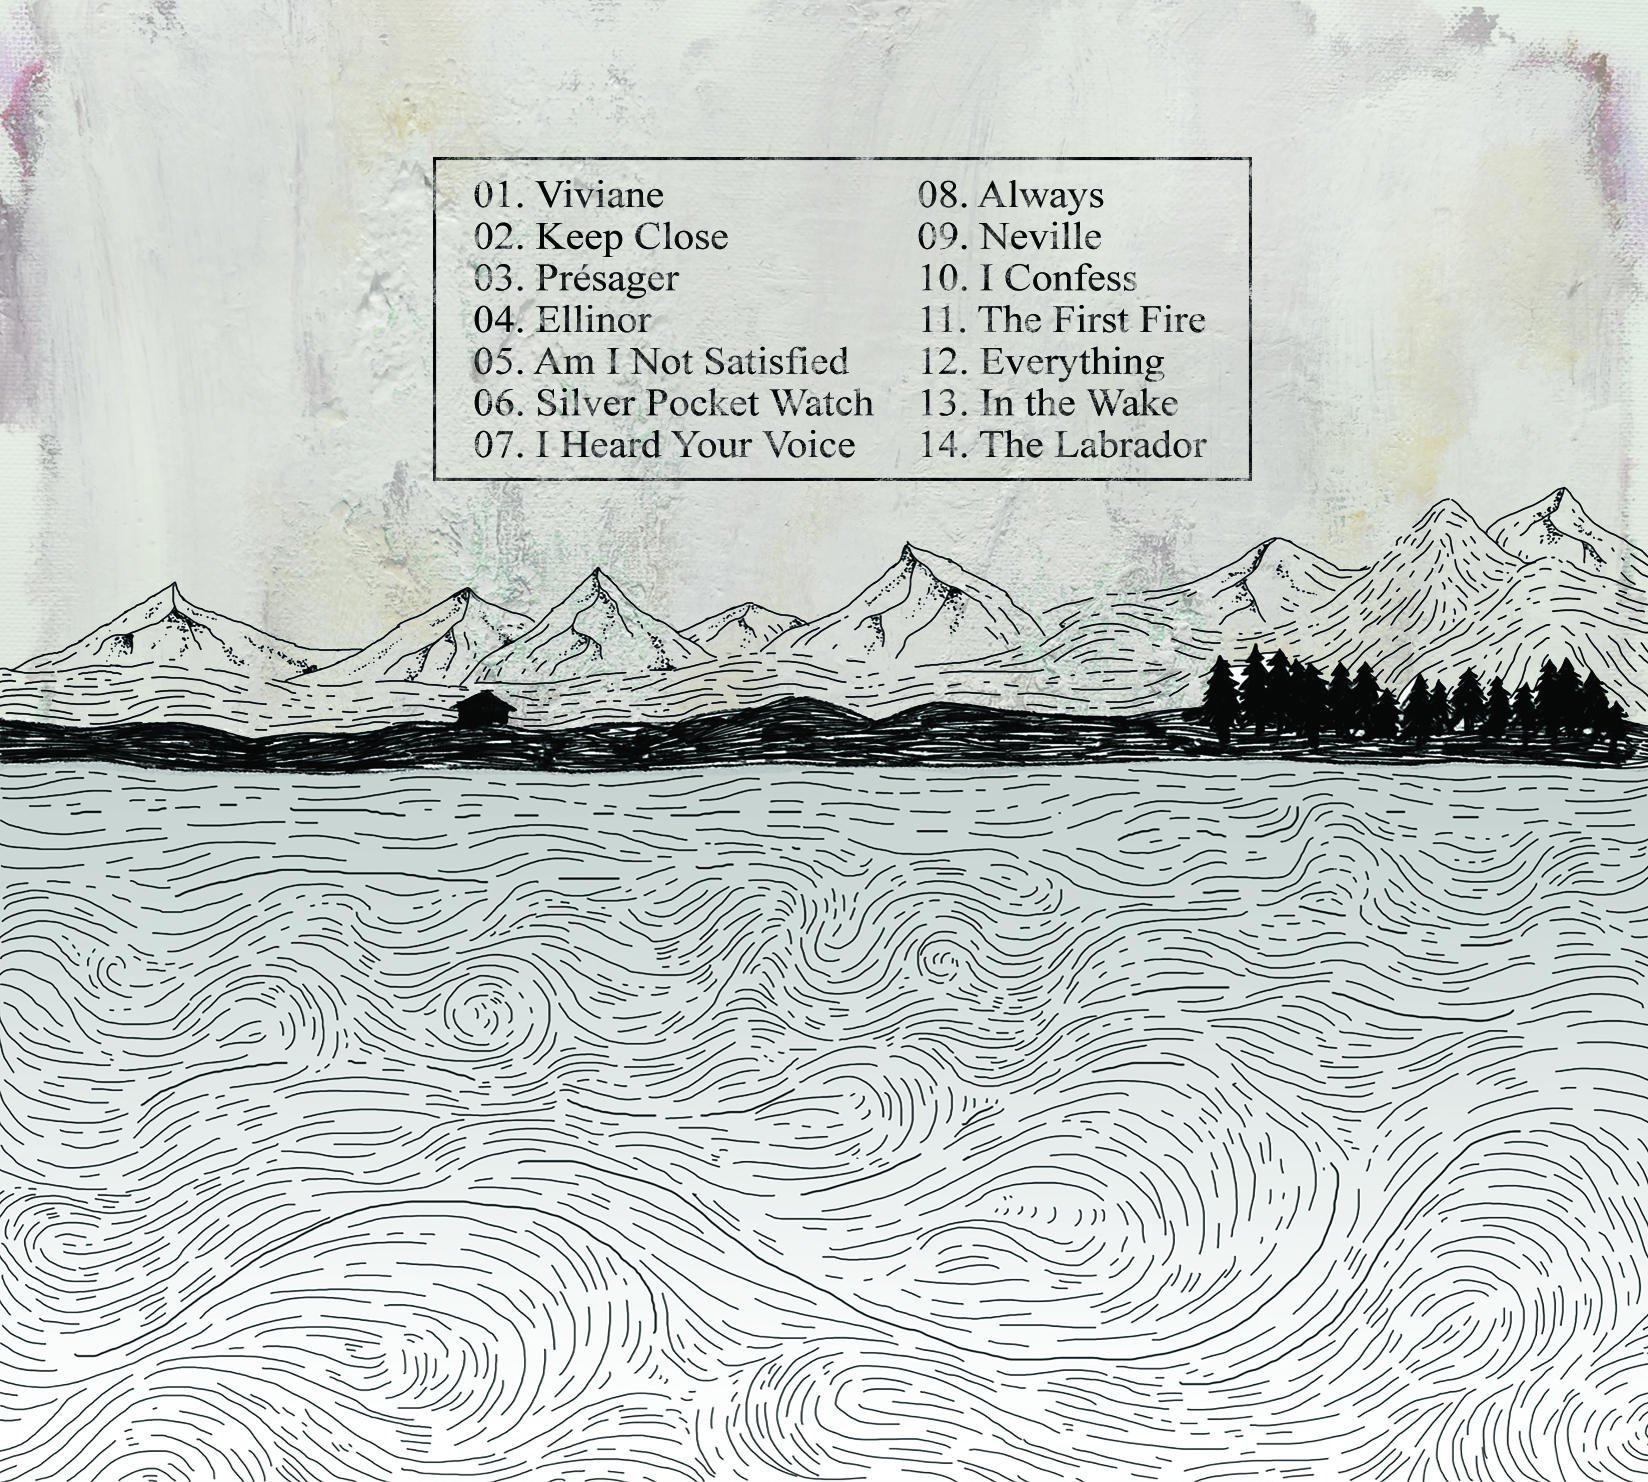 01. Viviane
02. Keep Close
03. Présager
04. Ellinor
05. Am I Not Satisfied
06. Silver Pocket Watch
07. I Heard Your Voice
08. Always
09. Neville
10. I Confess
11. The First Fire
12. Everything
13. In the Wake
14. The Labrador